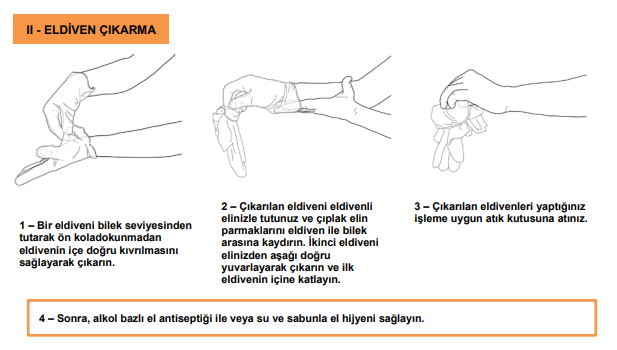 II - ELDİVEN ÇIKARMA
1 – Bir eldiveni bilek seviyesinden
tutarak ön koladokunmadan
eldivenin içe doğru kıvrılmasını
sağlayarak çıkarın.
2 – Çıkarılan eldiveni eldivenli
elinizle tutunuz ve çıplak elin
parmaklarını eldiven ile bilek
arasına kaydırın. İkinci eldiveni
elinizden aşağı doğru
yuvarlayarak çıkarın ve ilk
eldivenin içine katlayın.
3 – Çıkarılan eldivenleri yaptığınız
işleme uygun atık kutusuna atınız.
4 – Sonra, alkol bazlı el antiseptiği ile veya su ve sabunla el hijyeni sağlayın.